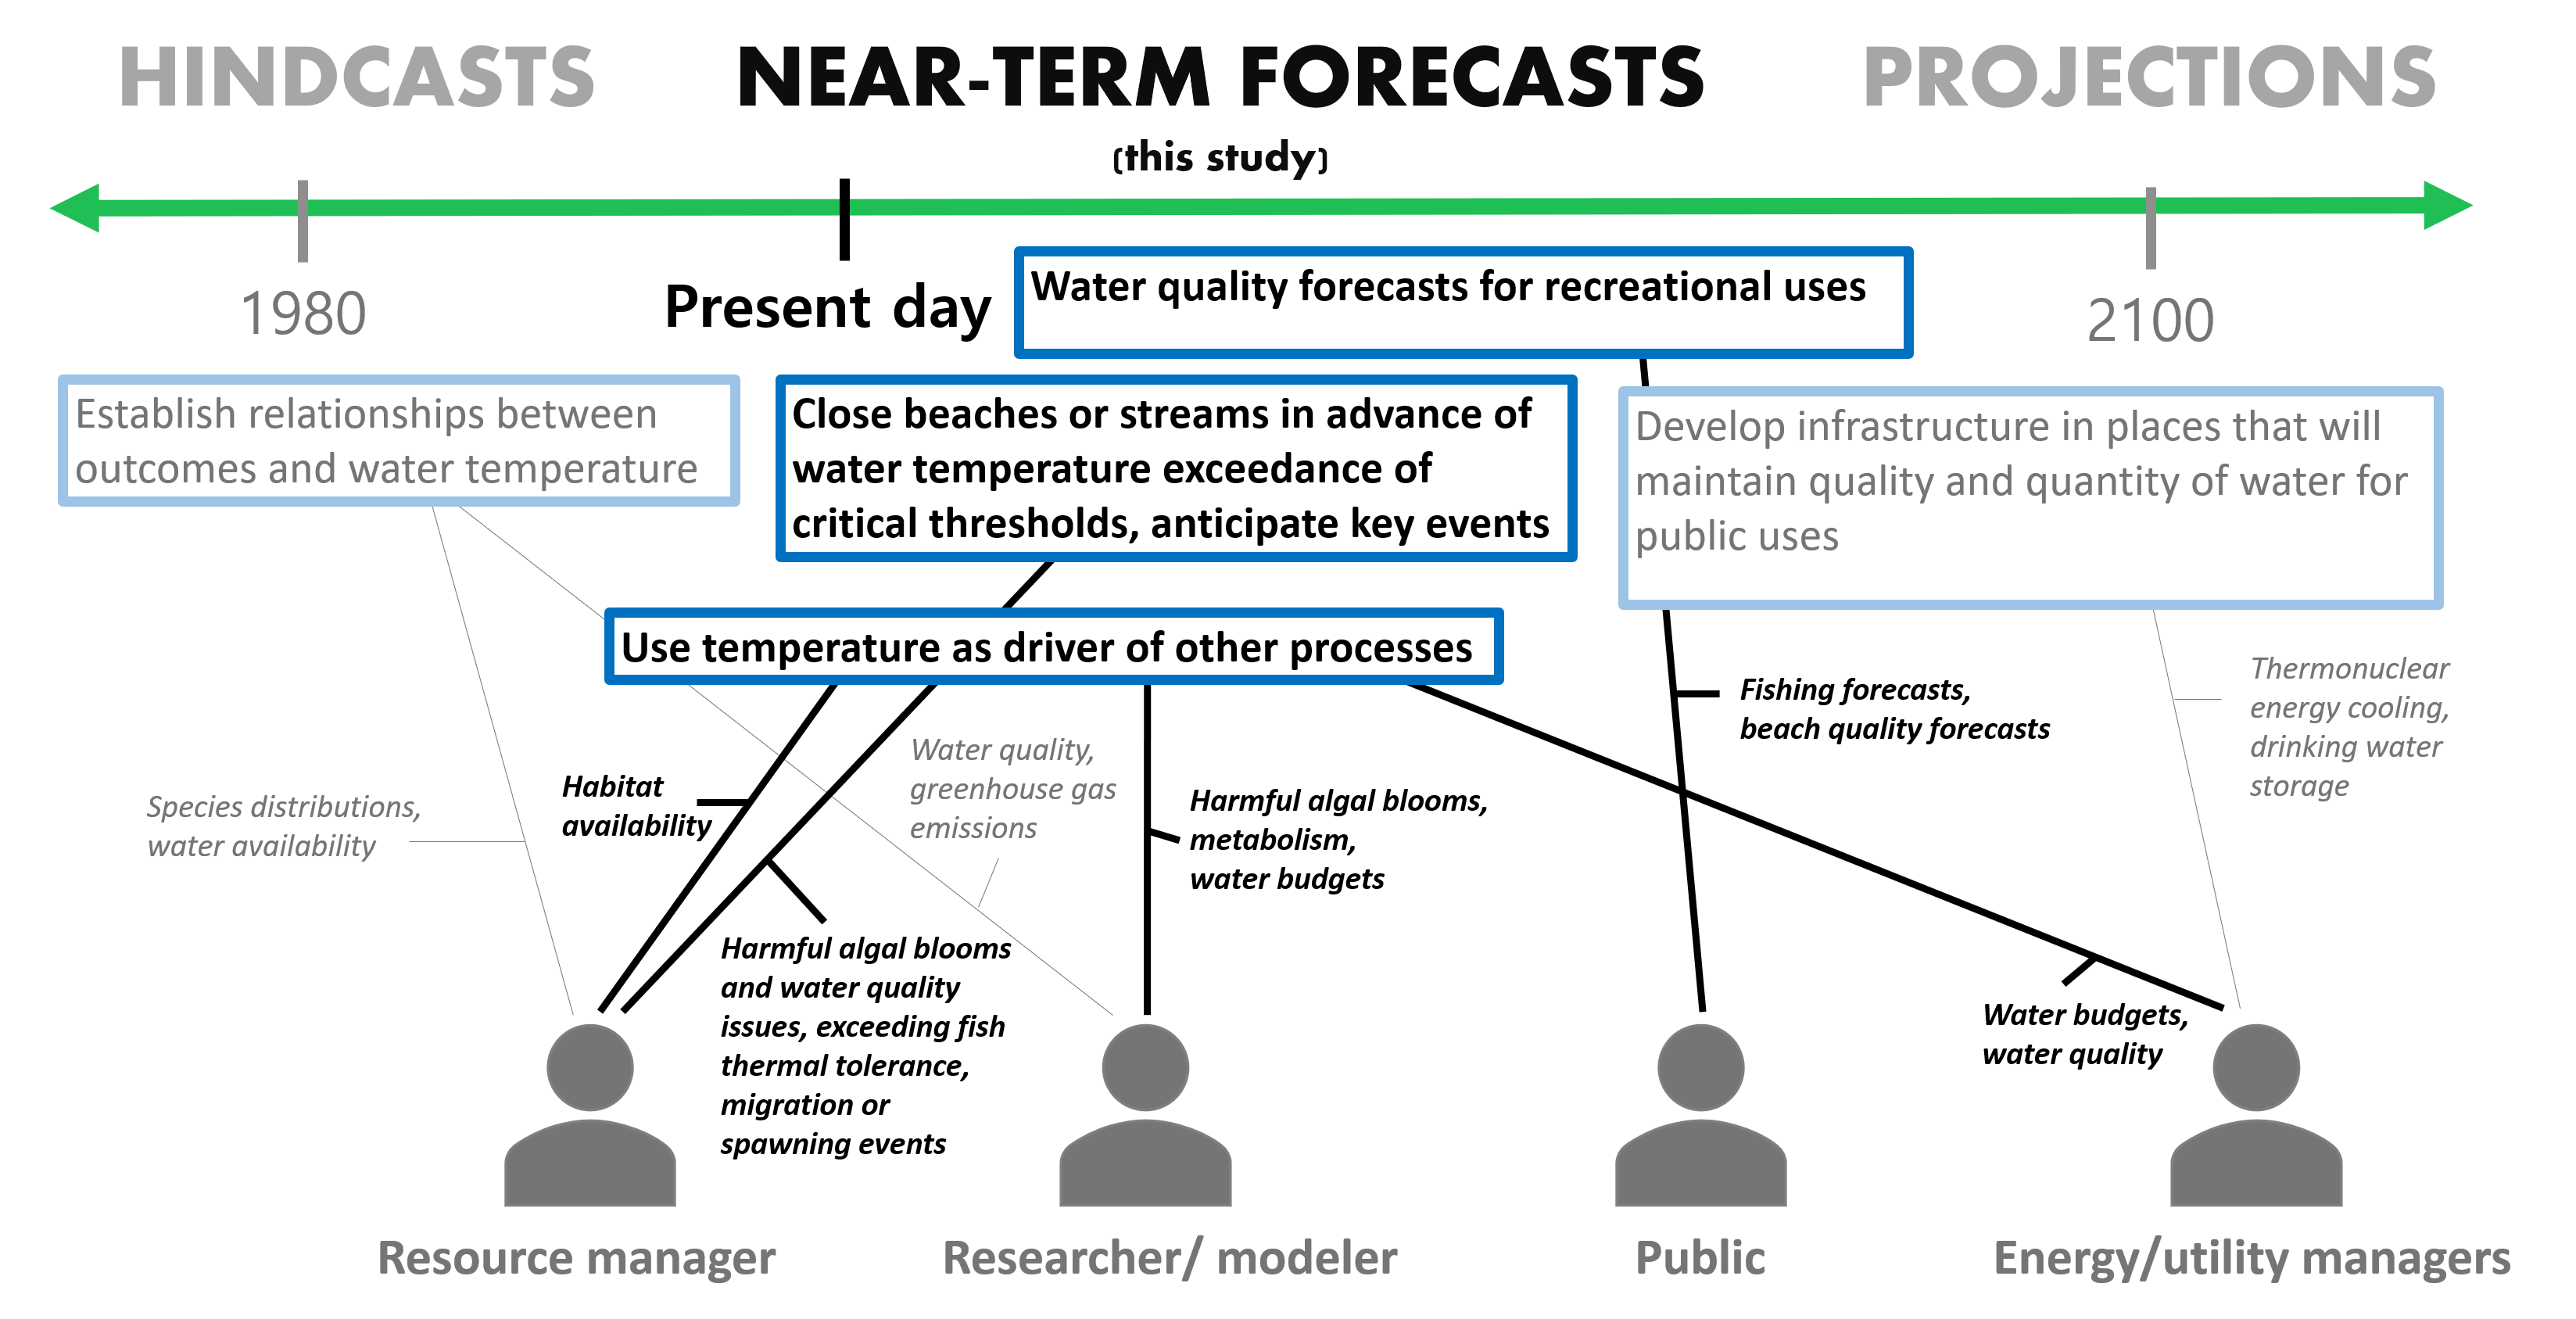 HINDCASTS
NEAR-TERM FORECASTS
PROJECTIONS
(this study)
1980
Present day
2100
Water quality forecasts for recreational uses
Establish relationships between
outcomes and water temperature
Close beaches or streams in advance of
water temperature exceedance of
critical thresholds, anticipate key events
Develop infrastructure in places that will
maintain quality and quantity of water for
public uses
Use temperature as driver of other processes
Species distributions,
water availability
Habitat
availability
Harmful algal blooms
and water quality
issues, exceeding fish
thermal tolerance,
migration or
spawning events
Water quality,
greenhouse gas
emissions
Harmful algal blooms,
metabolism,
water budgets
Fishing forecasts,
beach quality forecasts
Thermonuclear
energy cooling,
drinking water
storage
Water budgets,
water quality
Resource manager
Researcher/ modeler
Public
Energy/utility managers